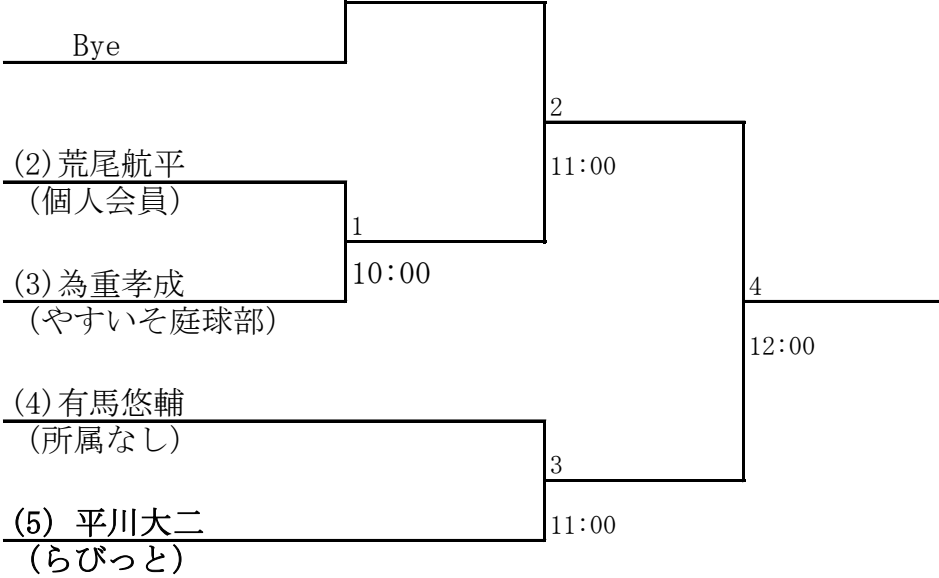 Bye
2
(2)荒尾航平
11:00
(個人会員)
1
(3)為重孝成
10:00
4
(やすいそ庭球部)
12:00
(4)有馬悠輔
(所属なし)
3
(5) 平川大二
11:00
(らびっと)